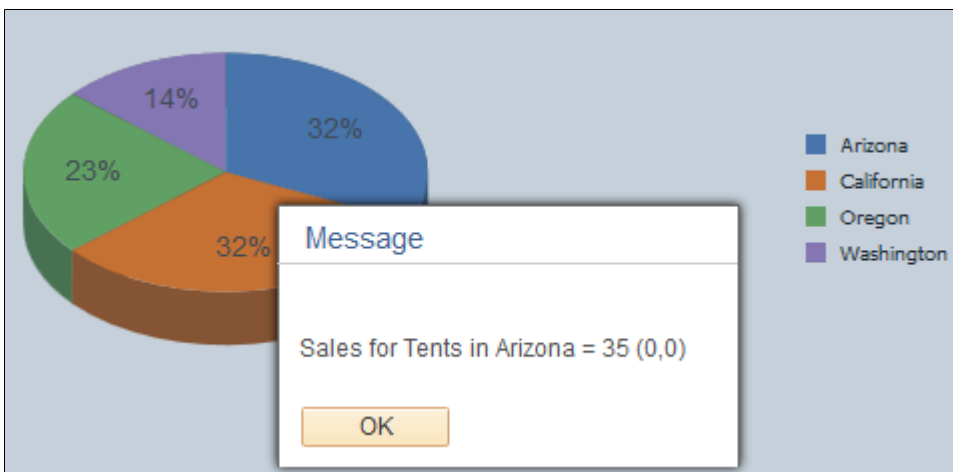 14%
32%
23%
32%
Arizona
California
Oregon
Washington
Message
Sales for Tents in Arizona = 35 (0,0)
OK